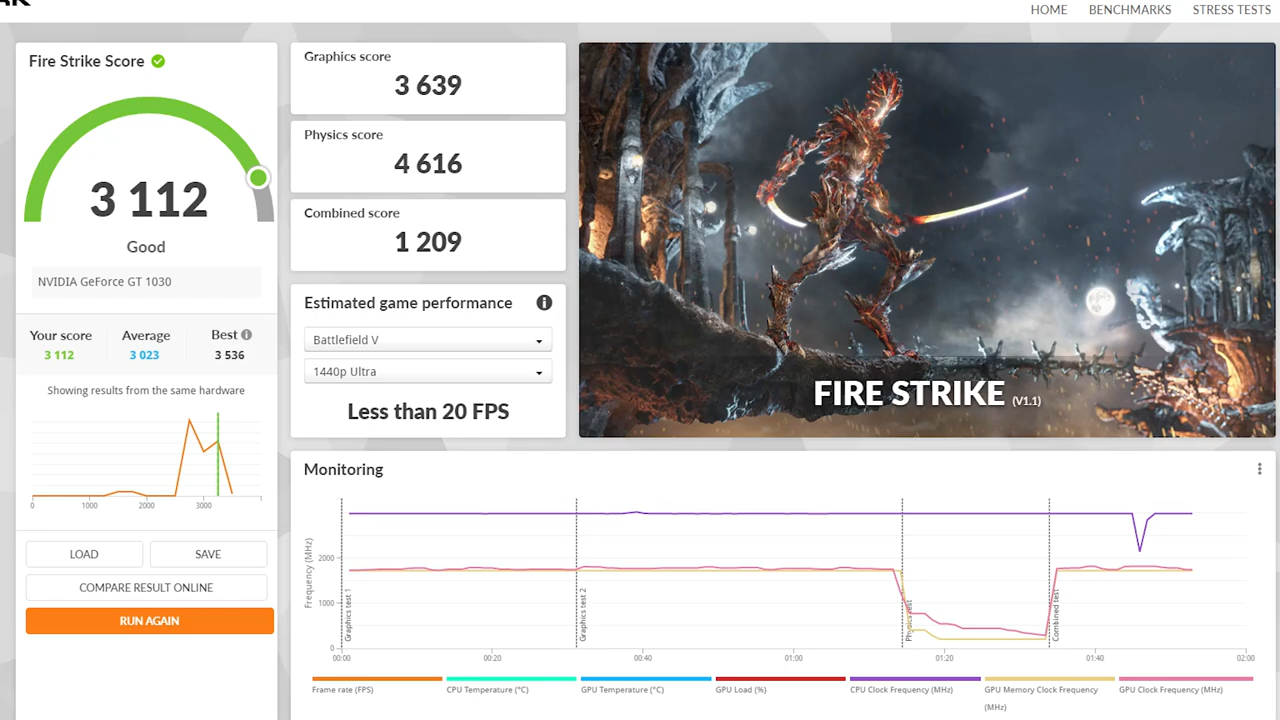 HOME BENCHMARKS STRESS TESTS
Fire Strike Score
3 112
Good
NVIDIA GeForce GT 1030
Your score Average Best
3 112 3 023 3 536
Showing results from the same hardware
0 1000 2000 3000
LOAD SAVE
COMPARE RESULT ONLINE
RUN AGAIN
Graphics score
3 639
Physics score
4 616
Combined score
1 209
Estimated game performance
Battlefield V
1440p Ultra
Less than 20 FPS
FIRE STRIKE (V1.1)
Monitoring
Frequency (MHz)
2000
1000
0
Graphics test 1
Graphics test 2
Physics test
Combined test
00:00 00:20 00:40 01:00 01:20 01:40 02:00
Frame rate (FPS) CPU Temperature (°C) GPU Temperature (°C) GPU Load (%) CPU Clock Frequency (MHz) GPU Memory Clock Frequency (MHz) GPU Clock Frequency (MHz)